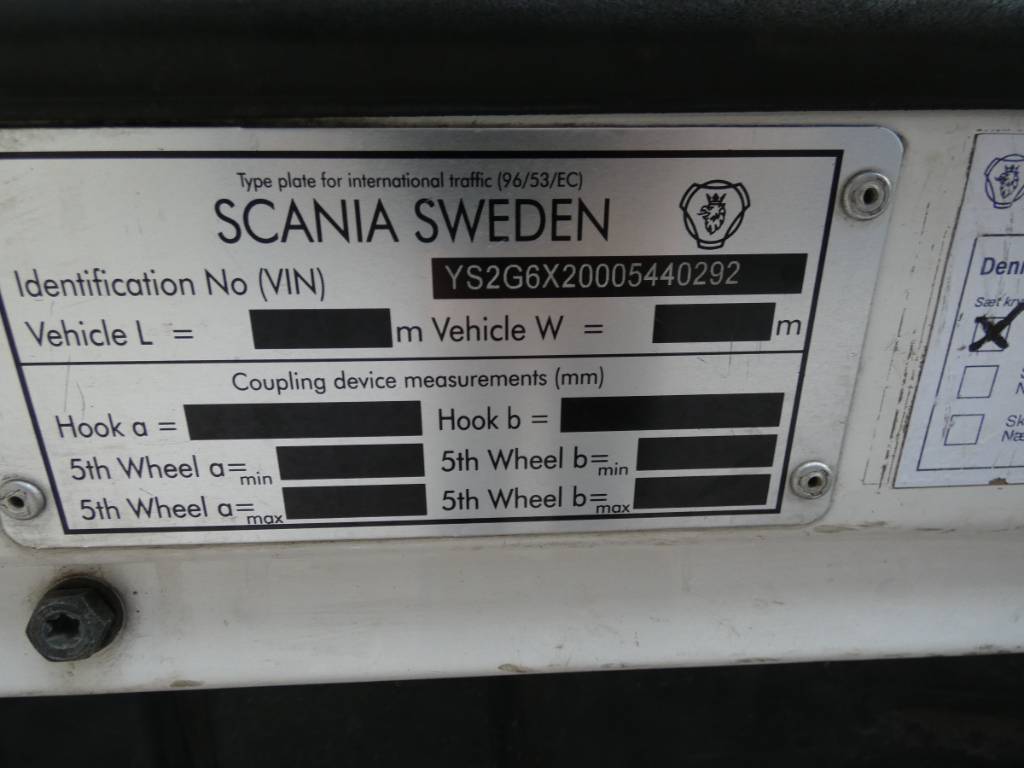 Type plate for international traffic (96/53/EC)
SCANIA SWEDEN
Identification No (VIN) YS2G6X20005440292
Vehicle L = m Vehicle W = m
Coupling device measurements (mm)
Hook a = Hook b =
5th Wheel a=min 5th Wheel b=min
5th Wheel a=max 5th Wheel b=max
Sæt